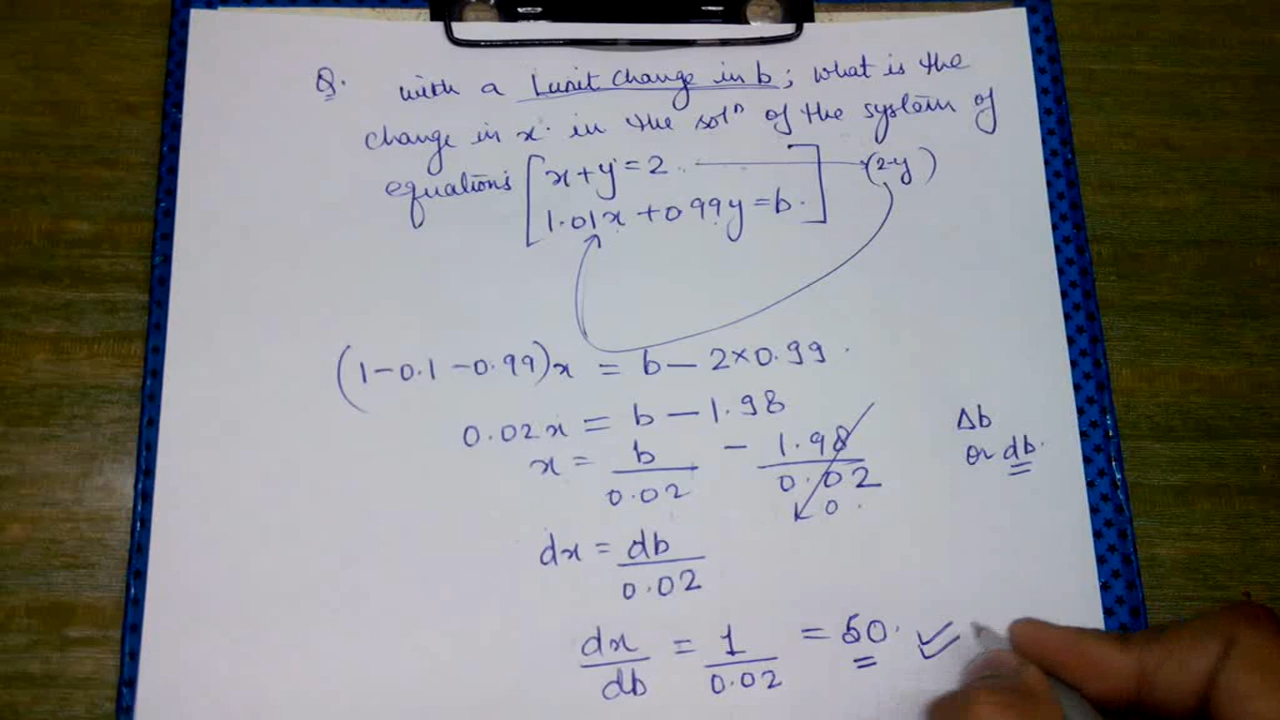 Q. with a 1 unit change in b; what is the
change in x. in the solⁿ of the system of
equations [x+y=2. (2-y)
1.01x+0.99y=b.]
(1-0.1-0.99)x = b-2×0.99.
0.02x = b-1.98
x = b/0.02 - 1.98/0.02
0.
Δb
or db.
dx = db/0.02
dx/db = 1/0.02 = 50.